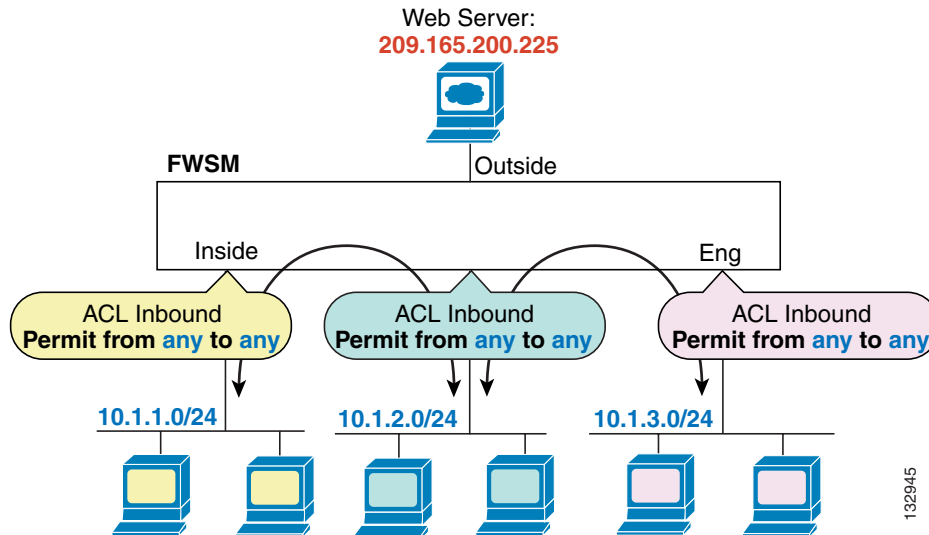 Web Server:
209.165.200.225
FWSM
Outside
Inside
Eng
ACL Inbound
Permit from any to any
ACL Inbound
Permit from any to any
ACL Inbound
Permit from any to any
10.1.1.0/24
10.1.2.0/24
10.1.3.0/24
132945